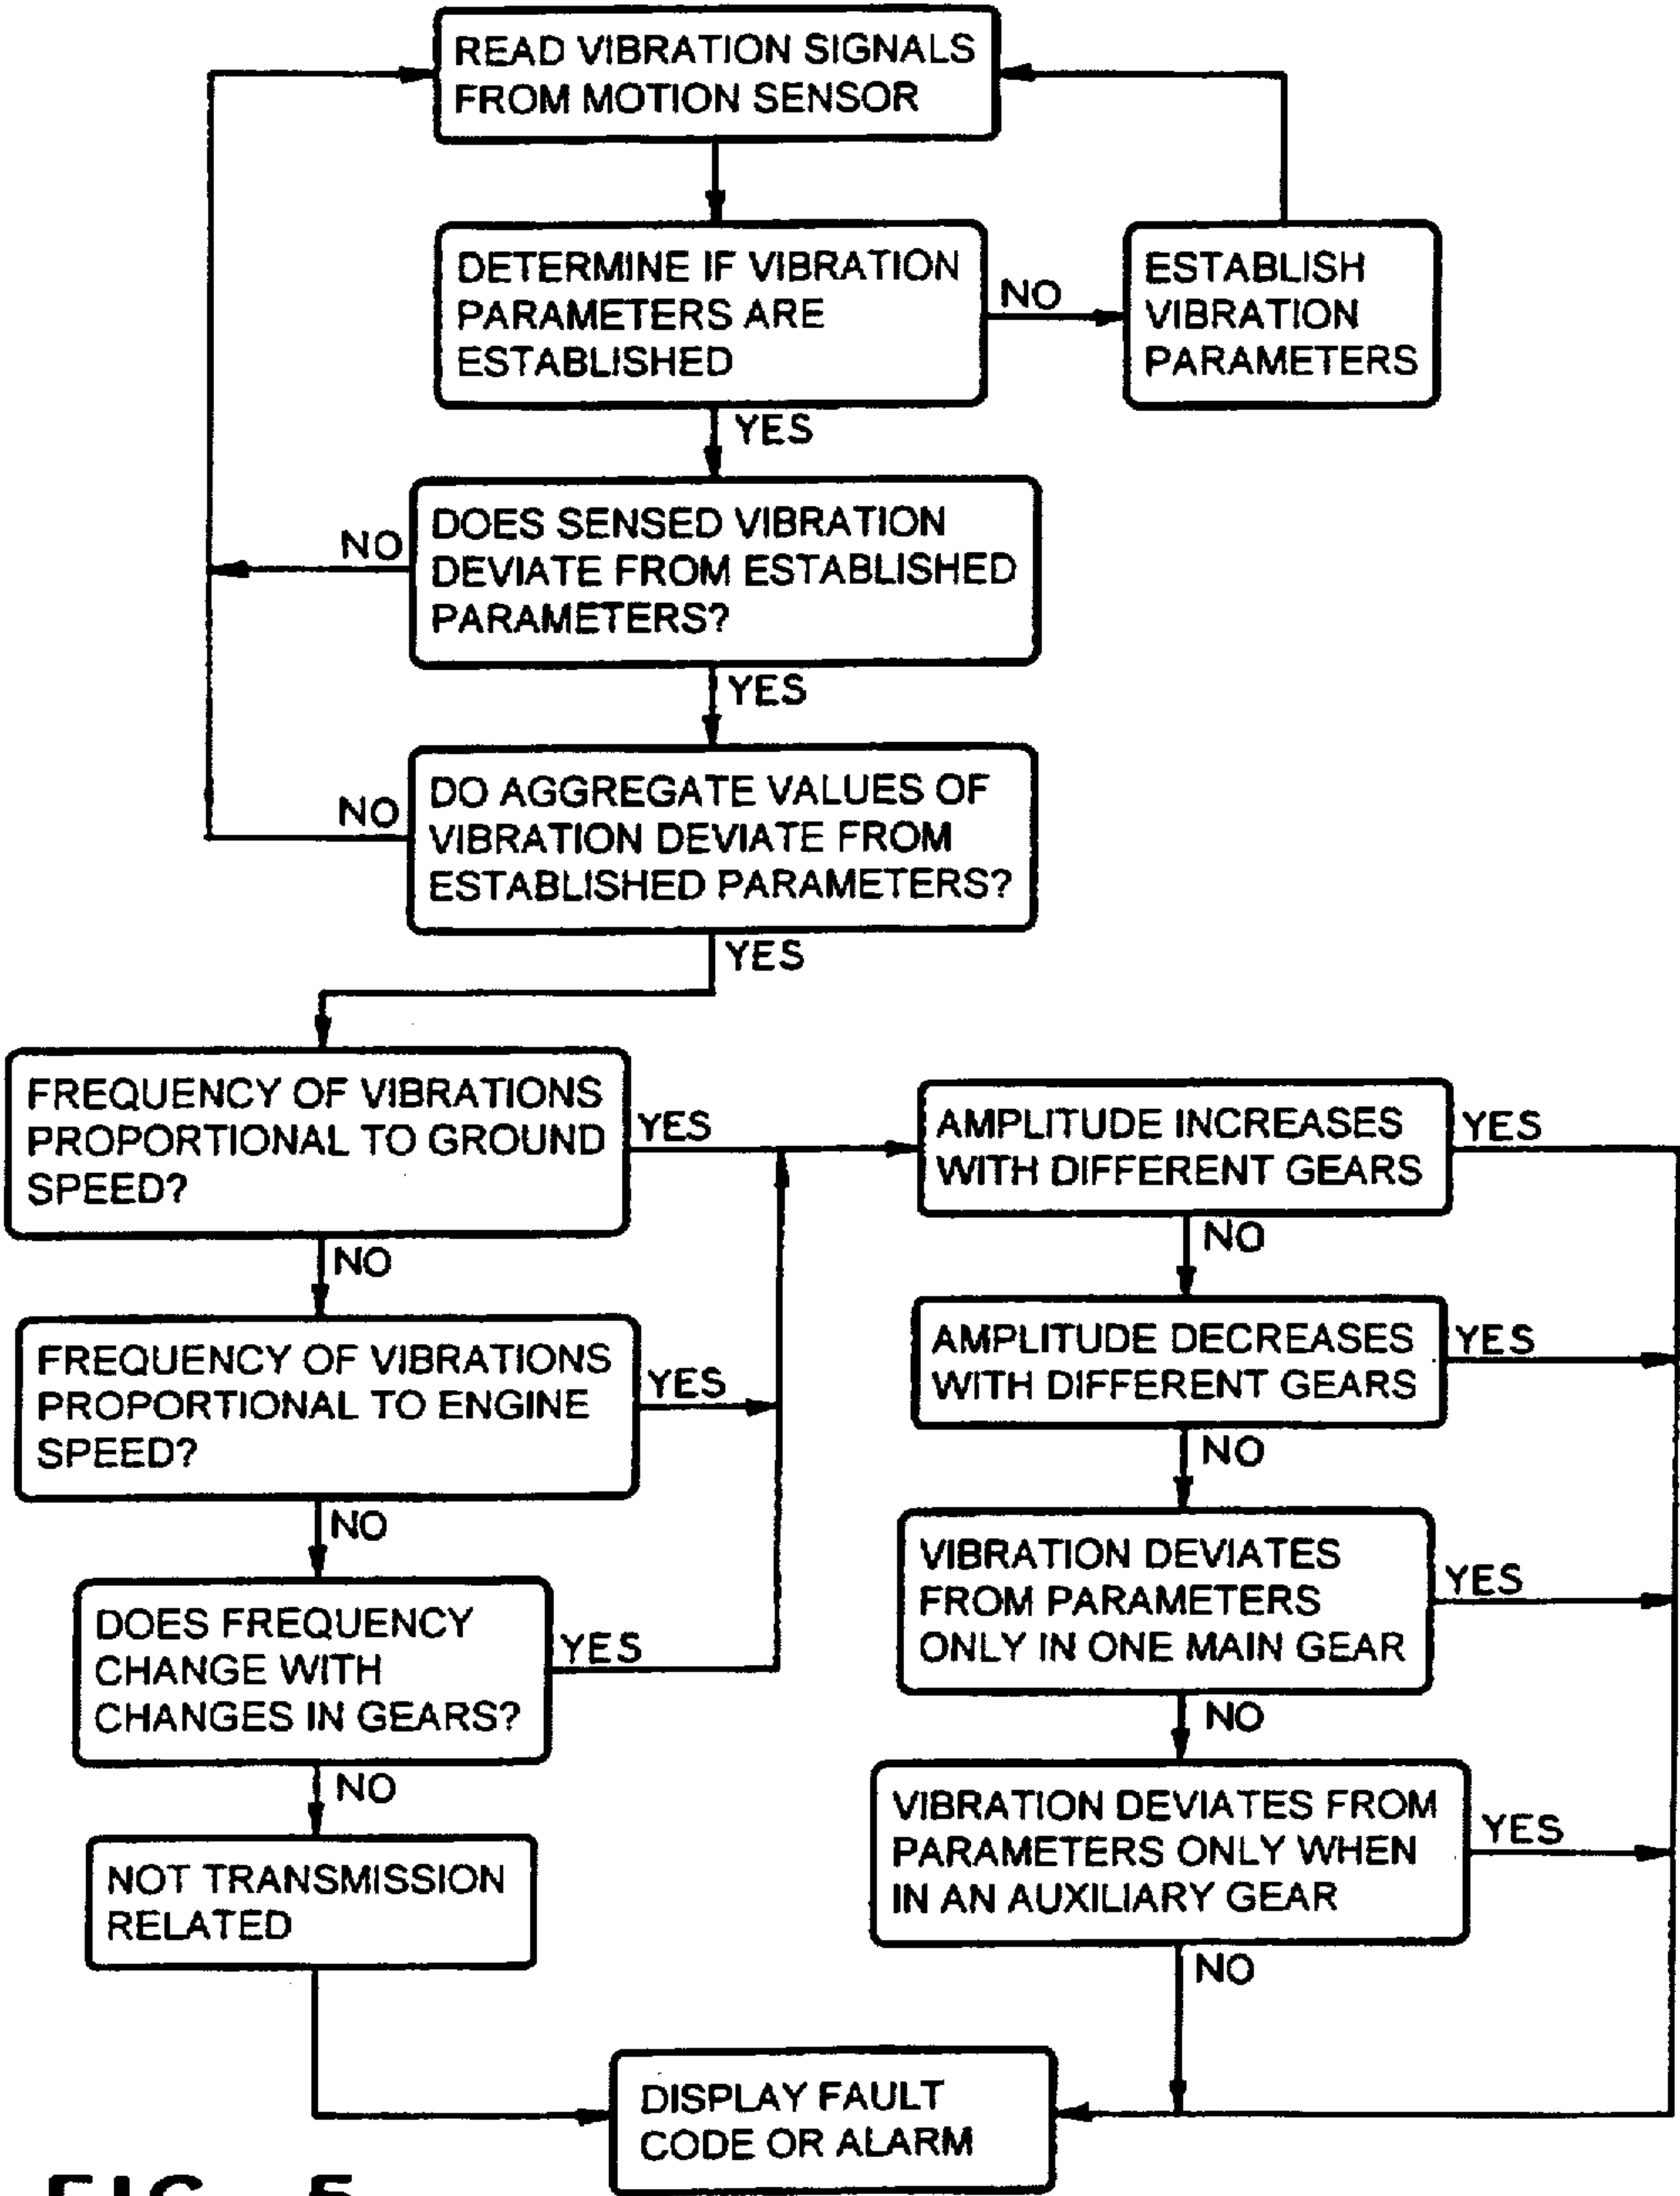 READ VIBRATION SIGNALS
FROM MOTION SENSOR
DETERMINE IF VIBRATION
PARAMETERS ARE
ESTABLISHED
NO
ESTABLISH
VIBRATION
PARAMETERS
YES
DOES SENSED VIBRATION
DEVIATE FROM ESTABLISHED
PARAMETERS?
NO
YES
DO AGGREGATE VALUES OF
VIBRATION DEVIATE FROM
ESTABLISHED PARAMETERS?
NO
YES
FREQUENCY OF VIBRATIONS
PROPORTIONAL TO GROUND
SPEED?
YES
NO
FREQUENCY OF VIBRATIONS
PROPORTIONAL TO ENGINE
SPEED?
YES
NO
DOES FREQUENCY
CHANGE WITH
CHANGES IN GEARS?
YES
NO
NOT TRANSMISSION
RELATED
AMPLITUDE INCREASES
WITH DIFFERENT GEARS
YES
NO
AMPLITUDE DECREASES
WITH DIFFERENT GEARS
YES
NO
VIBRATION DEVIATES
FROM PARAMETERS
ONLY IN ONE MAIN GEAR
YES
NO
VIBRATION DEVIATES FROM
PARAMETERS ONLY WHEN
IN AN AUXILIARY GEAR
YES
NO
DISPLAY FAULT
CODE OR ALARM